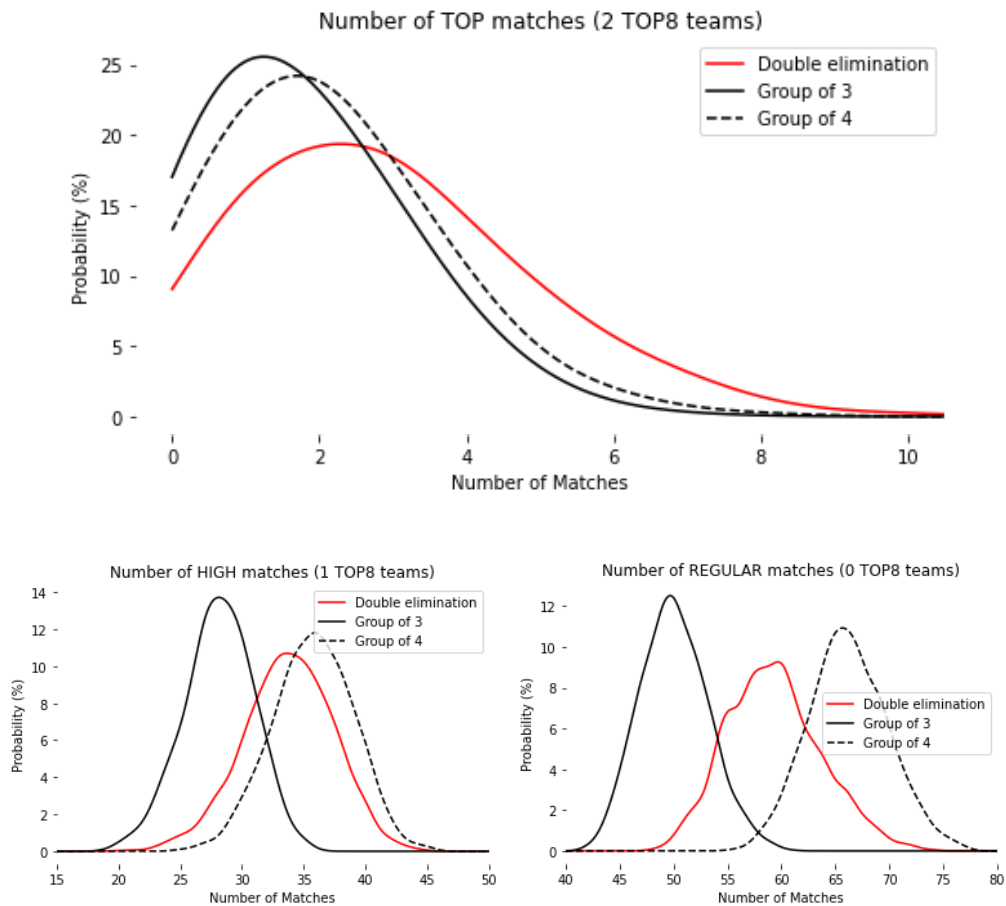 Number of TOP matches (2 TOP8 teams)
Double elimination
Group of 3
Group of 4
25
20
15
10
5
0
Probability (%)
0 2 4 6 8 10
Number of Matches
Number of HIGH matches (1 TOP8 teams)
Double elimination
Group of 3
Group of 4
14
12
10
8
6
4
2
0
Probability (%)
15 20 25 30 35 40 45 50
Number of Matches
Number of REGULAR matches (0 TOP8 teams)
12
10
8
6
4
2
0
Probability (%)
Double elimination
Group of 3
Group of 4
40 45 50 55 60 65 70 75 80
Number of Matches